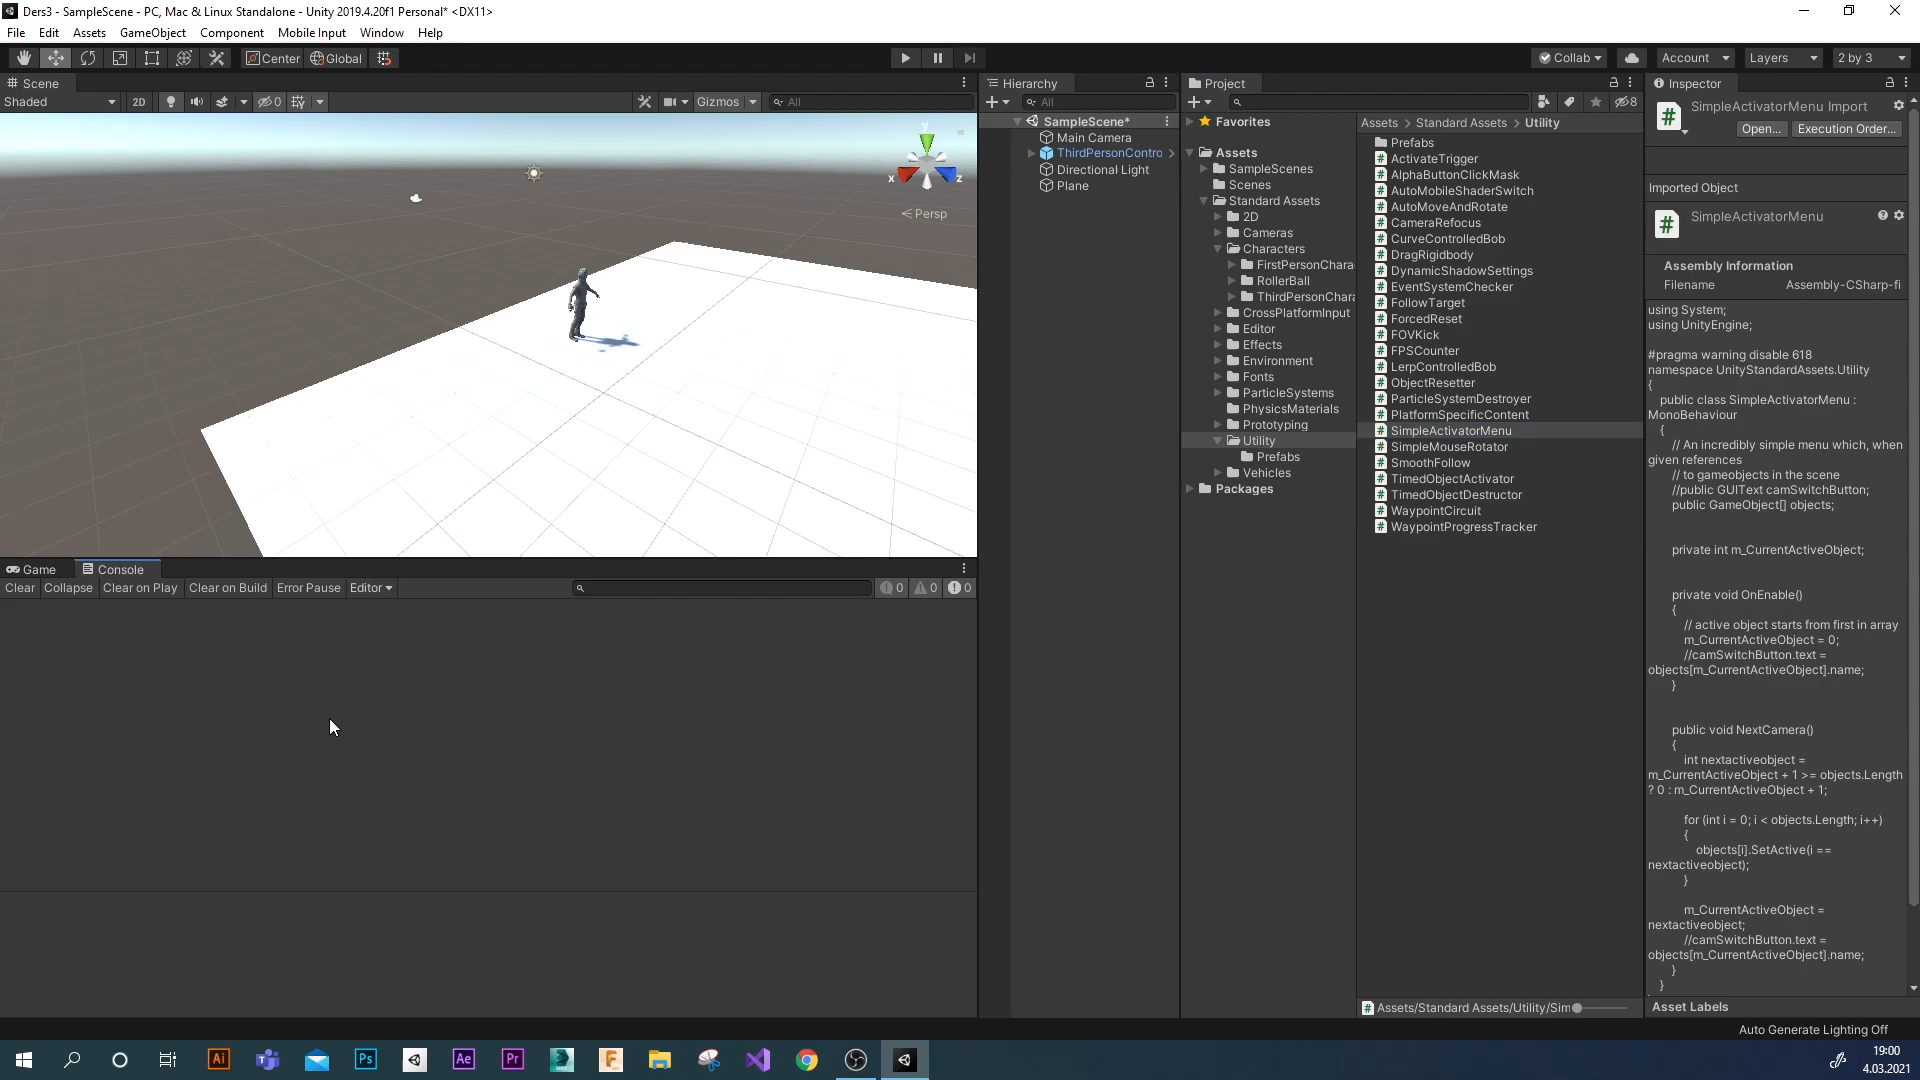 Ders3 - SampleScene - PC, Mac & Linux Standalone - Unity 2019.4.20f1 Personal* <DX11>
File Edit Assets GameObject Component Mobile Input Window Help
Center Global Collab Account Layers 2 by 3
Scene
Shaded 2D 0 Gizmos All
y
x z
Persp
Game Console
Clear Collapse Clear on Play Clear on Build Error Pause Editor 0 0 0
Hierarchy
All
SampleScene*
Main Camera
ThirdPersonContro
Directional Light
Plane
Project
8
Favorites
Assets
SampleScenes
Scenes
Standard Assets
2D
Cameras
Characters
FirstPersonChara
RollerBall
ThirdPersonChara
CrossPlatformInput
Editor
Effects
Environment
Fonts
ParticleSystems
PhysicsMaterials
Prototyping
Utility
Prefabs
Vehicles
Packages
Assets > Standard Assets > Utility
Prefabs
ActivateTrigger
AlphaButtonClickMask
AutoMobileShaderSwitch
AutoMoveAndRotate
CameraRefocus
CurveControlledBob
DragRigidbody
DynamicShadowSettings
EventSystemChecker
FollowTarget
ForcedReset
FOVKick
FPSCounter
LerpControlledBob
ObjectResetter
ParticleSystemDestroyer
PlatformSpecificContent
SimpleActivatorMenu
SimpleMouseRotator
SmoothFollow
TimedObjectActivator
TimedObjectDestructor
WaypointCircuit
WaypointProgressTracker
Assets/Standard Assets/Utility/Sim
Inspector
SimpleActivatorMenu Import
Open... Execution Order...
Imported Object
SimpleActivatorMenu
Assembly Information
Filename Assembly-CSharp-fi
using System;
using UnityEngine;
#pragma warning disable 618
namespace UnityStandardAssets.Utility
{
public class SimpleActivatorMenu :
MonoBehaviour
{
// An incredibly simple menu which, when
given references
// to gameobjects in the scene
//public GUIText camSwitchButton;
public GameObject[] objects;
private int m_CurrentActiveObject;
private void OnEnable()
{
// active object starts from first in array
m_CurrentActiveObject = 0;
//camSwitchButton.text =
objects[m_CurrentActiveObject].name;
}
public void NextCamera()
{
int nextactiveobject =
m_CurrentActiveObject + 1 >= objects.Length
? 0 : m_CurrentActiveObject + 1;
for (int i = 0; i < objects.Length; i++)
{
objects[i].SetActive(i ==
nextactiveobject);
}
m_CurrentActiveObject =
nextactiveobject;
//camSwitchButton.text =
objects[m_CurrentActiveObject].name;
}
}
Asset Labels
Auto Generate Lighting Off
Ai Ps Ae Pr
19:00
4.03.2021